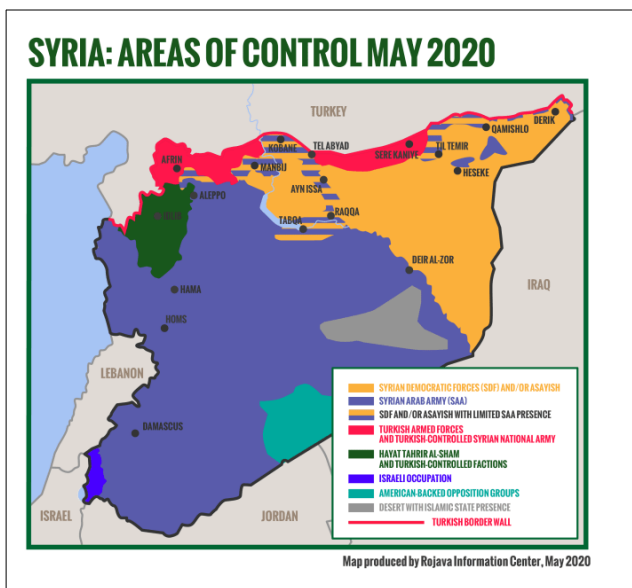 SYRIA: AREAS OF CONTROL MAY 2020
TURKEY
DERIK
QAMISHLO
KOBANE
TEL ABYAD
SERE KANIYE
TIL TEMIR
AFRIN
MANBIJ
HESEKE
ALEPPO
AYN ISSA
RAQQA
TABQA
DEIR AL-ZOR
IRAQ
HAMA
HOMS
LEBANON
DAMASCUS
ISRAEL
JORDAN
SYRIAN DEMOCRATIC FORCES (SDF) AND/OR ASAYISH
SYRIAN ARAB ARMY (SAA)
SDF AND/OR ASAYISH WITH LIMITED SAA PRESENCE
TURKISH ARMED FORCES
AND TURKISH-CONTROLLED SYRIAN NATIONAL ARMY
HAYAT TAHRIR AL-SHAM
AND TURKISH-CONTROLLED FACTIONS
ISRAELI OCCUPATION
AMERICAN-BACKED OPPOSITION GROUPS
DESERT WITH ISLAMIC STATE PRESENCE
TURKISH BORDER WALL
Map produced by Rojava Information Center, May 2020